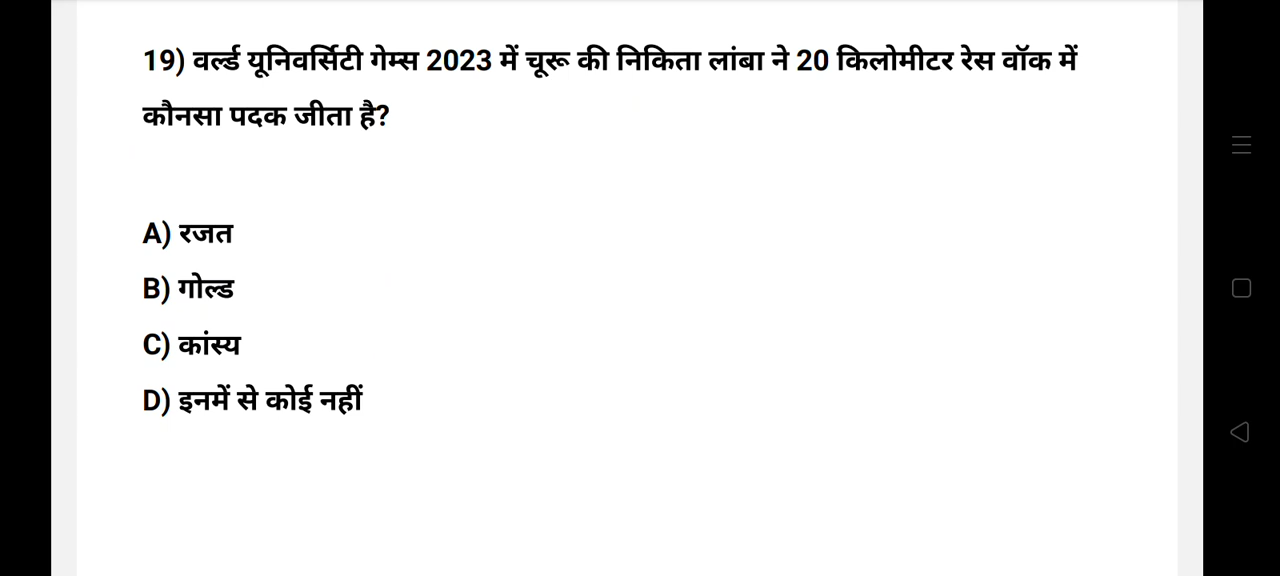 19) वर्ल्ड यूनिवर्सिटी गेम्स 2023 में चूरू की निकिता लांबा ने 20 किलोमीटर रेस वॉक में
कौनसा पदक जीता है?
A) रजत
B) गोल्ड
C) कांस्य
D) इनमें से कोई नहीं